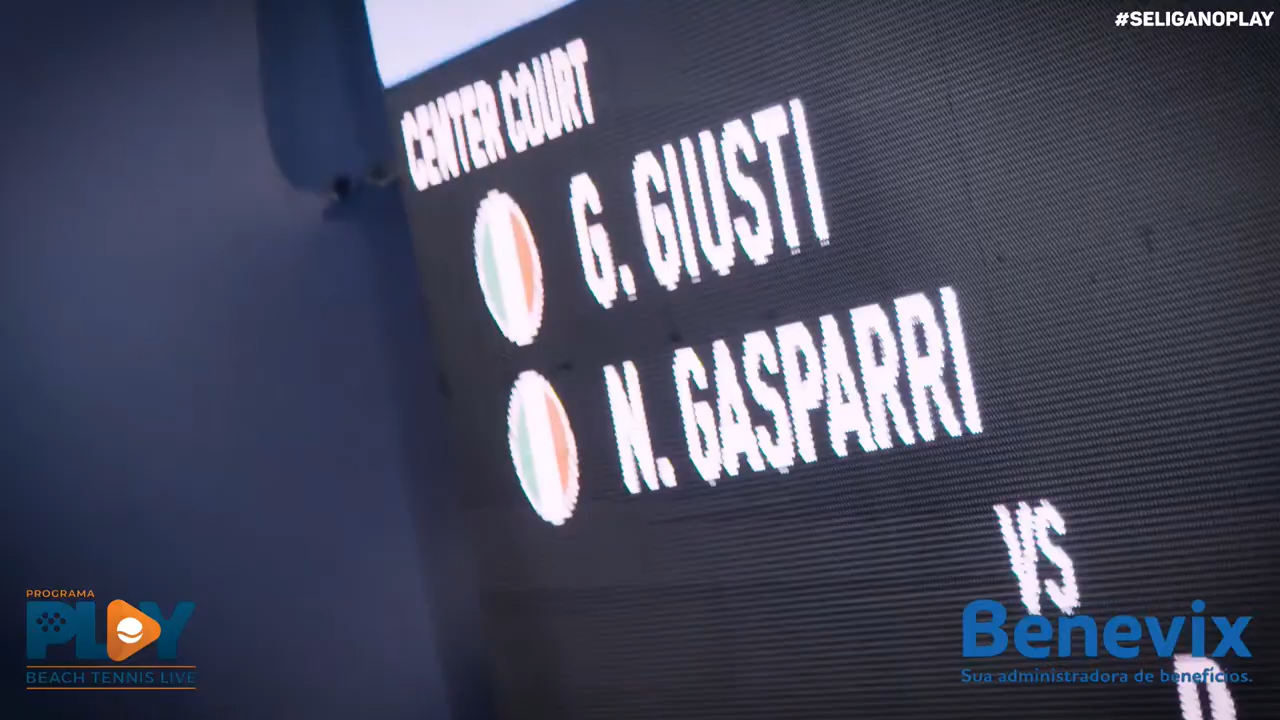 #SELIGANOPLAY
CENTER COURT
G. GIUSTI
N. GASPARRI
VS
PROGRAMA
PLAY
BEACH TENNIS LIVE
Benevix
Sua administradora de benefícios.